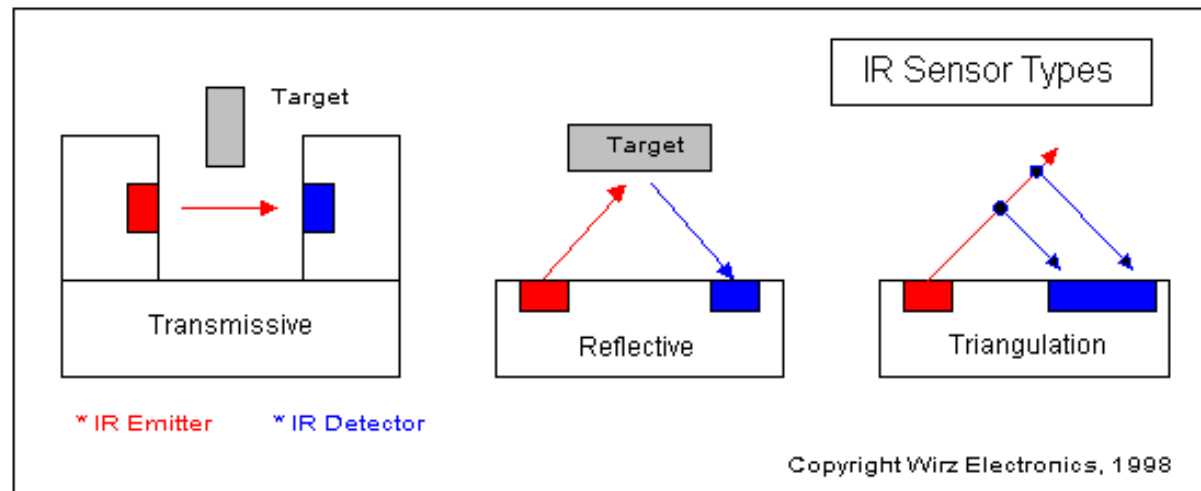 IR Sensor Types
Target
Target
Transmissive
Reflective
Triangulation
* IR Emitter
* IR Detector
Copyright Wirz Electronics, 1998